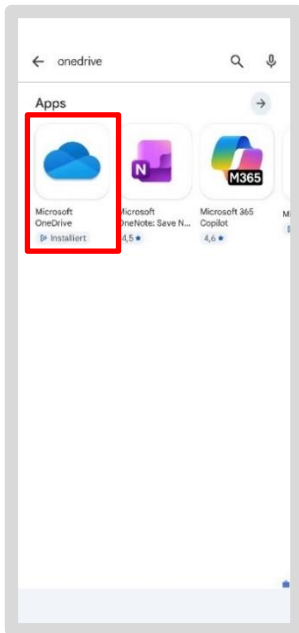 onedrive
Apps
N
M365
Microsoft OneDrive
Installiert
Microsoft OneNote: Save N...
4,5★
Microsoft 365 Copilot
4,6★
M